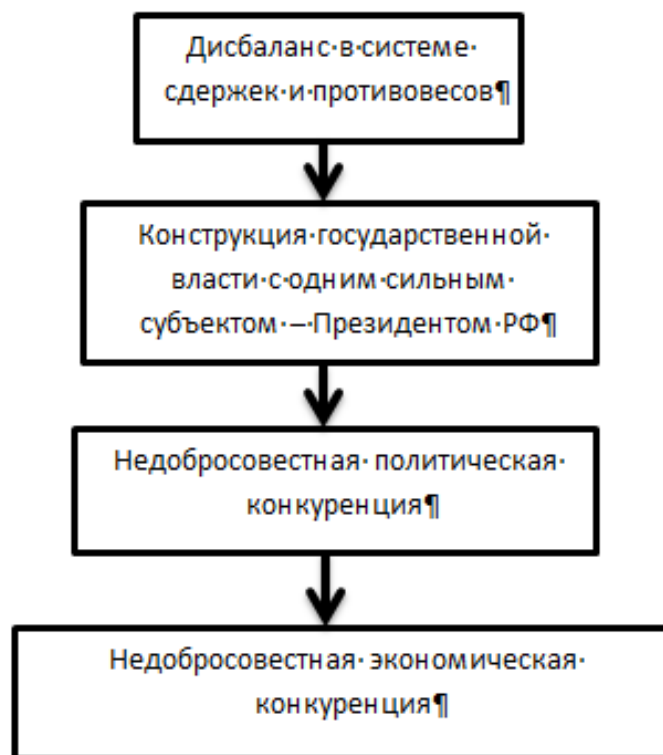 Дисбаланс·в·системе·
сдержек·и·противовесов¶
Конструкция·государственной·
власти·с·одним·сильным·
субъектом·–·Президентом·РФ¶
Недобросовестная·политическая·
конкуренция¶
Недобросовестная·экономическая·
конкуренция¶